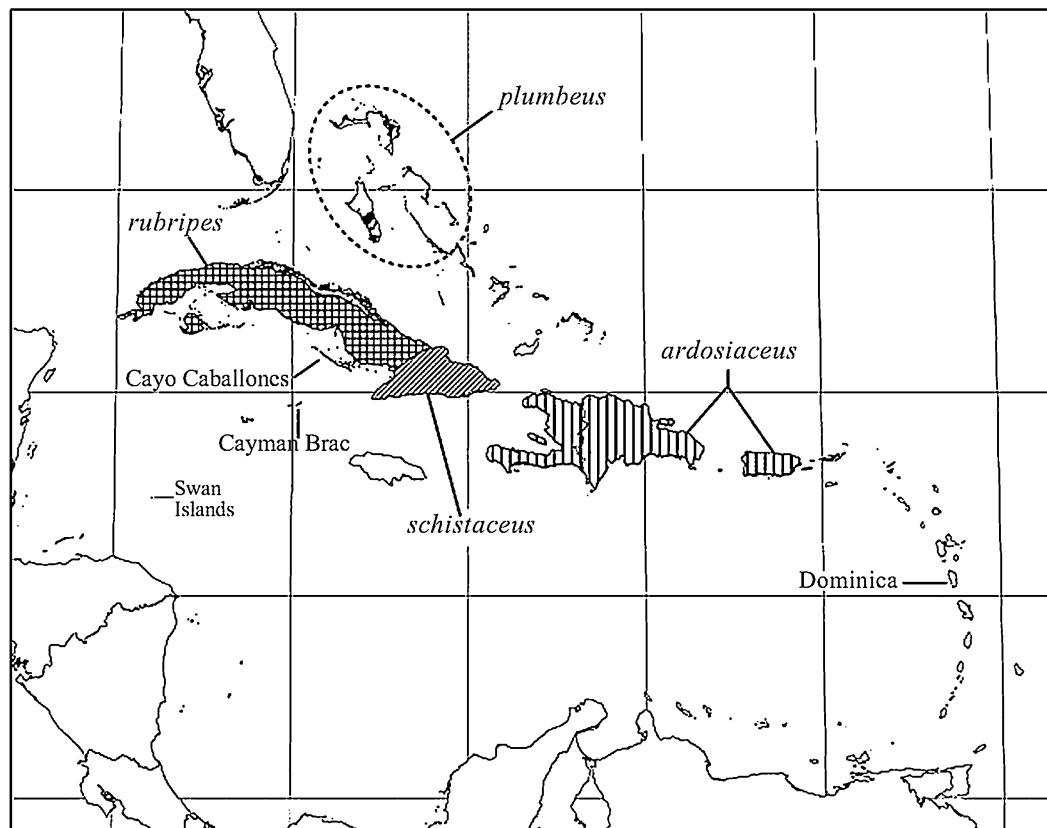 plumbeus
rubripes
ardosiaceus
Cayo Caballoncs
Cayman Brac
Swan
Islands
schistaceus
Dominica